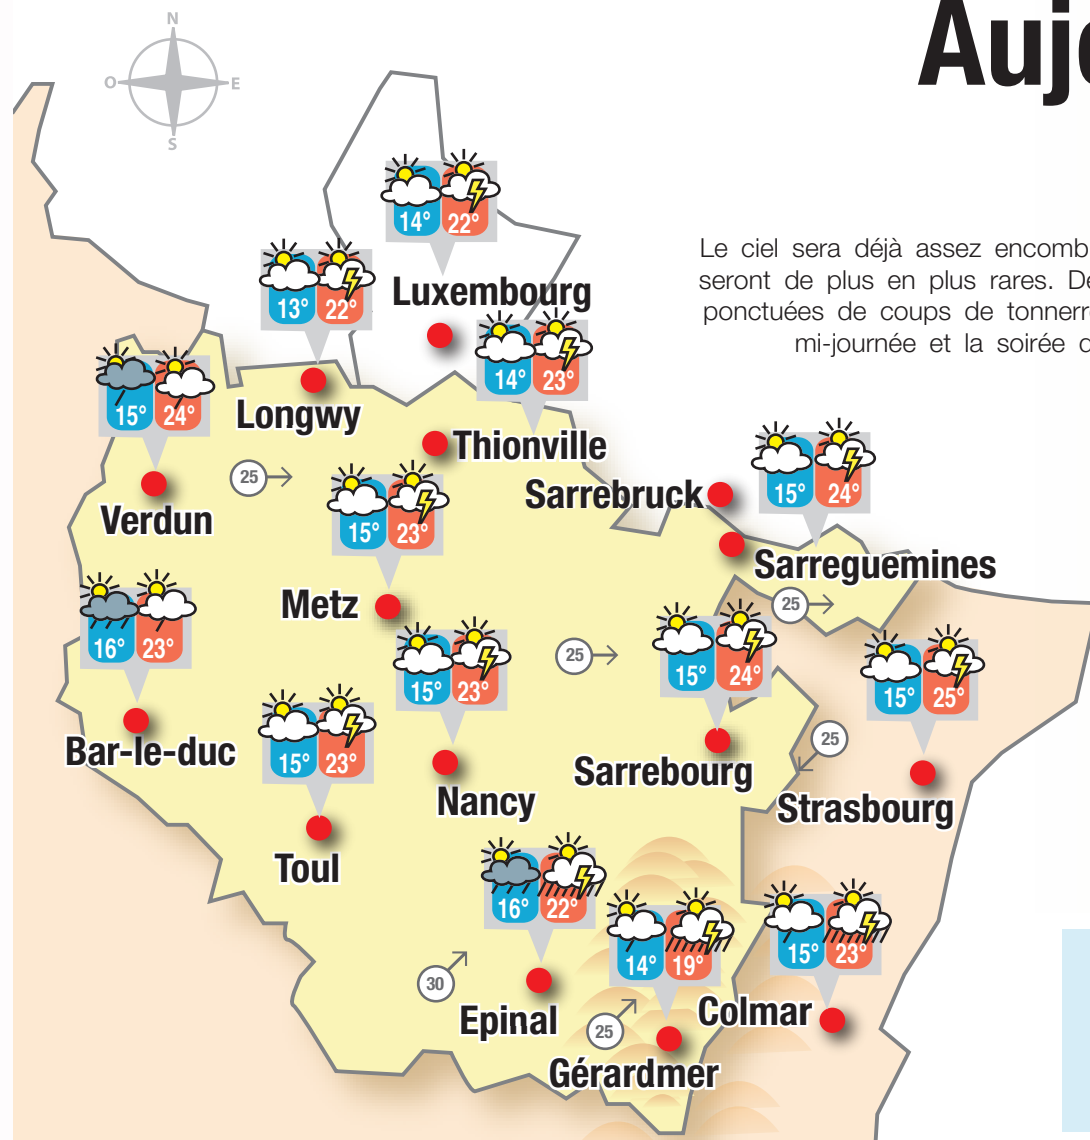 Auj
N
O E
S
Le ciel sera déjà assez
seront de plus en plus rares.
ponctuées de coups de
mi-journée et la soirée
14° 22°
Luxembourg
13° 22°
Longwy
14° 23°
Thionville
15° 24°
Verdun
25
15° 23°
Metz
Sarrebruck
15° 24°
Sarreguemines
25
16° 23°
Bar-le-duc
15° 23°
Nancy
25
15° 24°
Sarrebourg
15° 25°
Strasbourg
25
15° 23°
Toul
16° 22°
Epinal
30
14° 19°
Gérardmer
25
15° 23°
Colmar